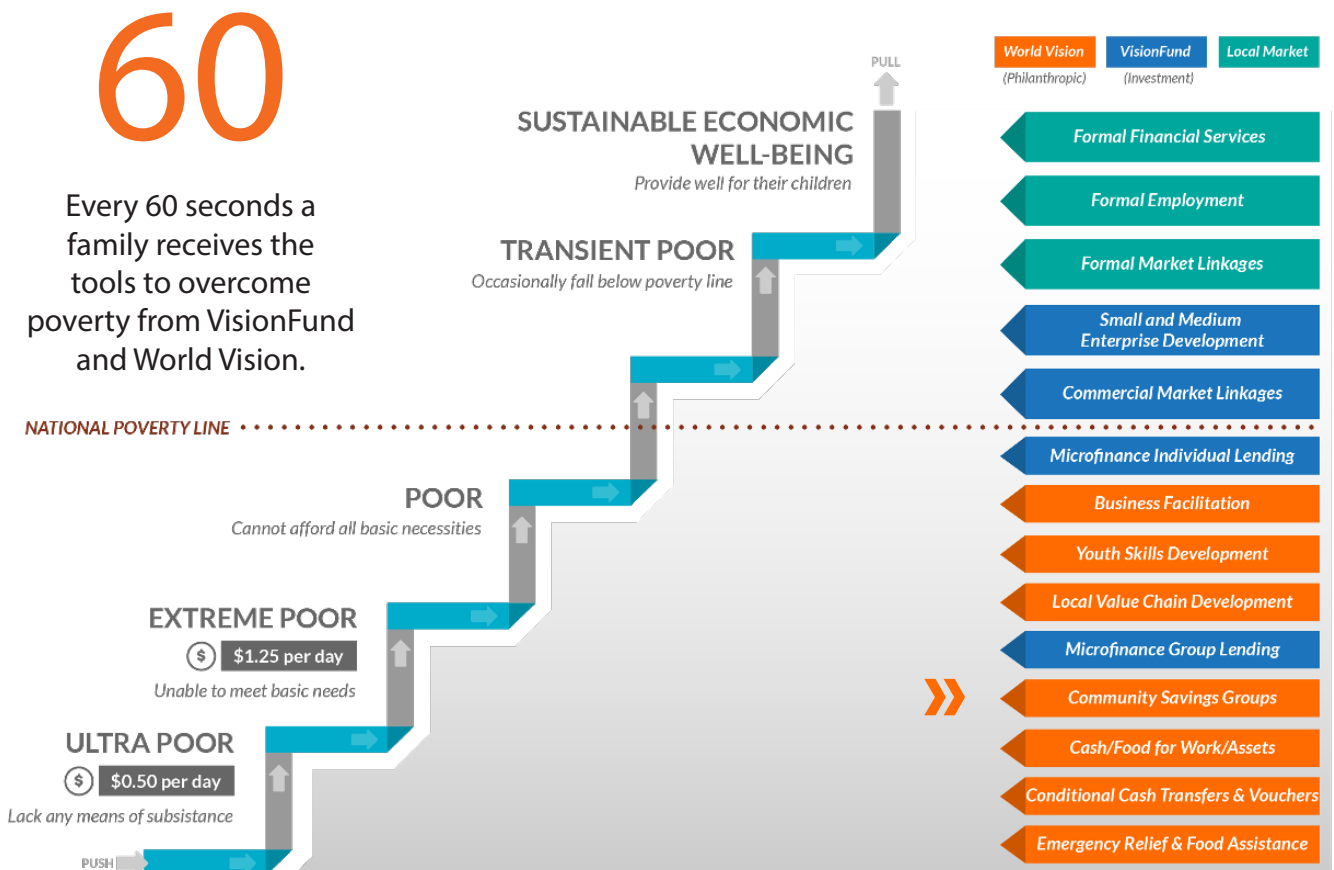 60
Every 60 seconds a
family receives the
tools to overcome
poverty from VisionFund
and World Vision.
World Vision
(Philanthropic)
VisionFund
(Investment)
Local Market
PULL
SUSTAINABLE ECONOMIC
WELL-BEING
Provide well for their children
TRANSIENT POOR
Occasionally fall below poverty line
NATIONAL POVERTY LINE
POOR
Cannot afford all basic necessities
EXTREME POOR
$
$1.25 per day
Unable to meet basic needs
ULTRA POOR
$
$0.50 per day
Lack any means of subsistance
PUSH
Formal Financial Services
Formal Employment
Formal Market Linkages
Small and Medium
Enterprise Development
Commercial Market Linkages
Microfinance Individual Lending
Business Facilitation
Youth Skills Development
Local Value Chain Development
Microfinance Group Lending
Community Savings Groups
Cash/Food for Work/Assets
Conditional Cash Transfers & Vouchers
Emergency Relief & Food Assistance